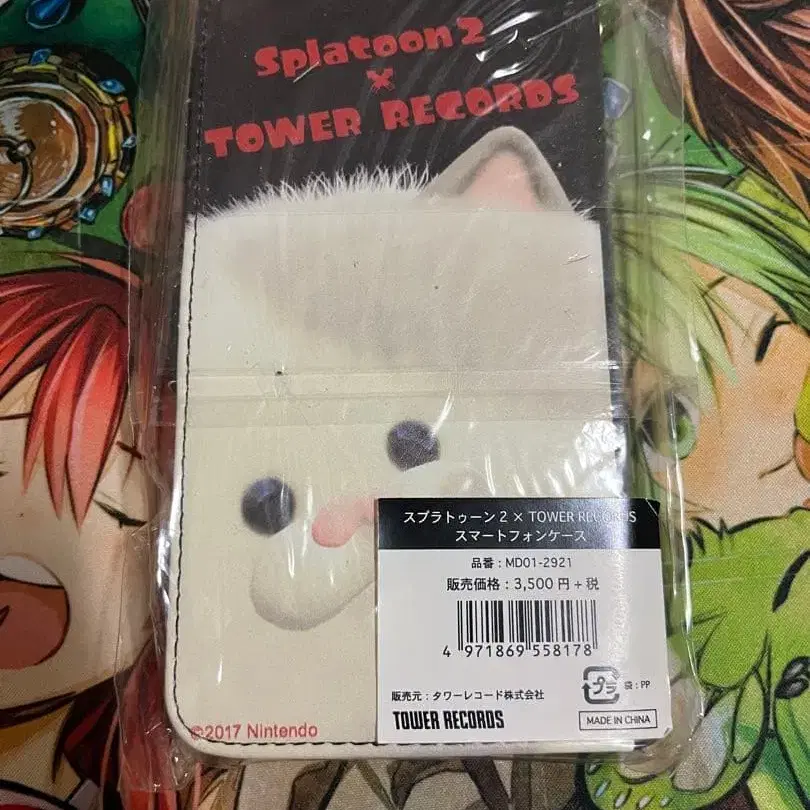 Splatoon 2
×
TOWER RECORDS
スプラトゥーン2 × TOWER RECORDS
スマートフォンケース
品番：MD01-2921
販売価格：3,500 円+税
4 971869 558178
プラ 袋：PP
販売元：タワーレコード株式会社
TOWER RECORDS
MADE IN CHINA
©2017 Nintendo